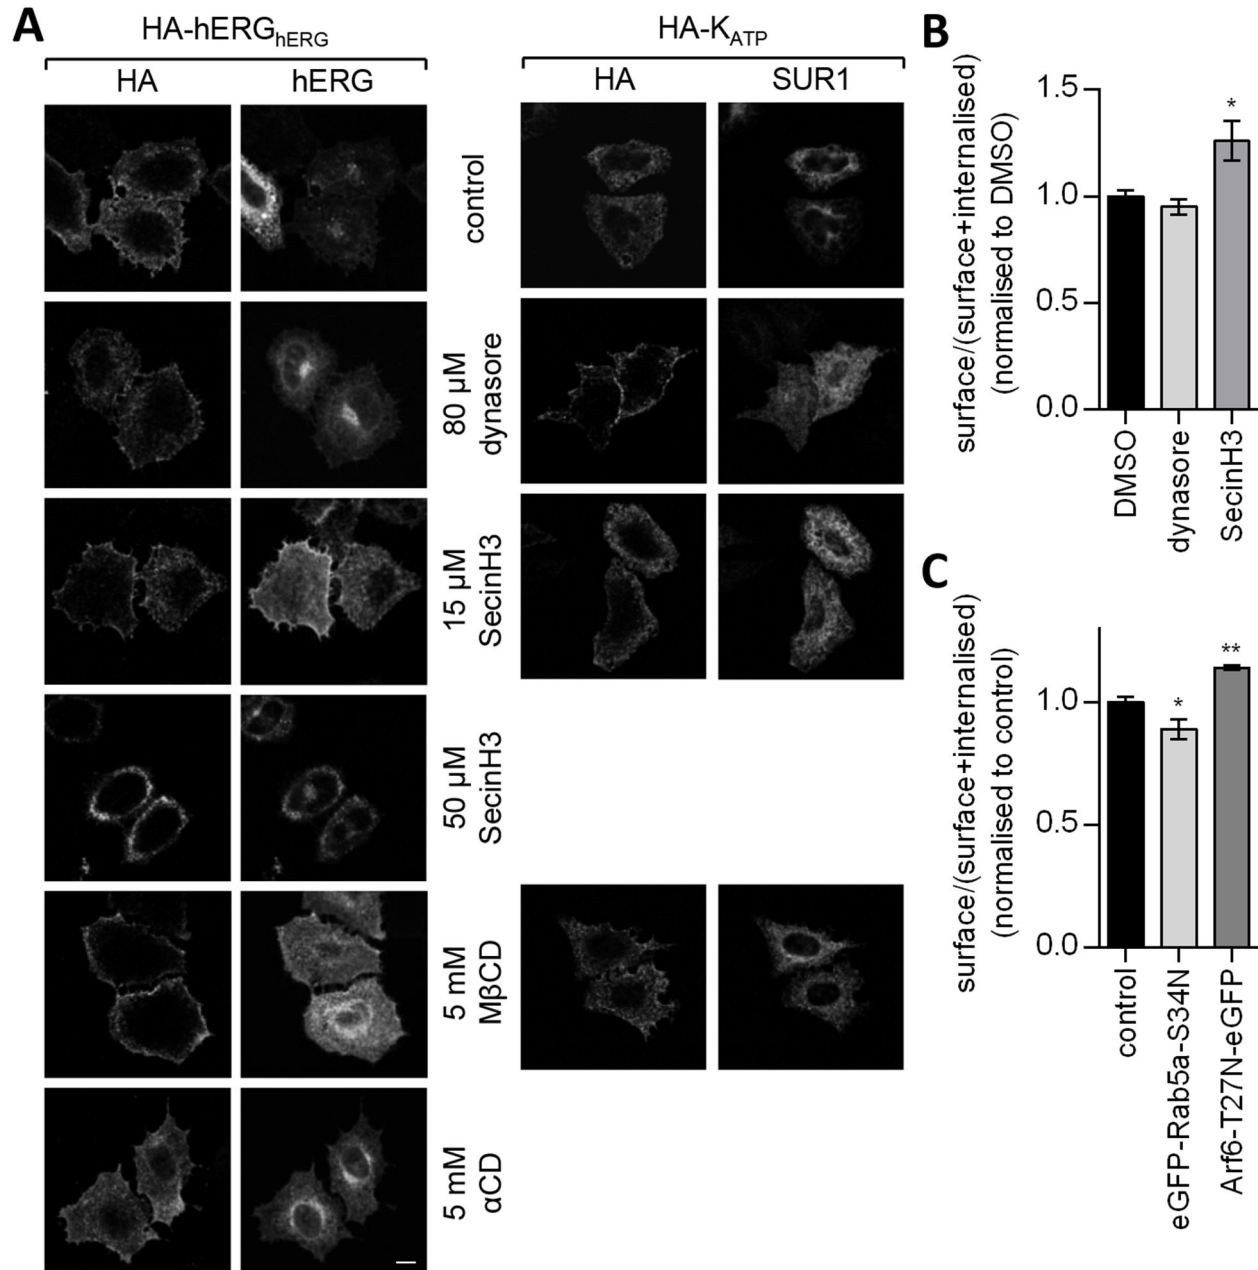 A
HA-hERGhERG
HA-KATP
HA
hERG
HA
SUR1
control
80 µM
dynasore
15 µM
SecinH3
50 µM
SecinH3
5 mM
MβCD
5 mM
αCD
B
surface/(surface+internalised)
(normalised to DMSO)
1.5
1.0
0.5
0.0
*
DMSO
dynasore
SecinH3
C
surface/(surface+internalised)
(normalised to control)
1.0
0.5
0.0
*
**
control
eGFP-Rab5a-S34N
Arf6-T27N-eGFP